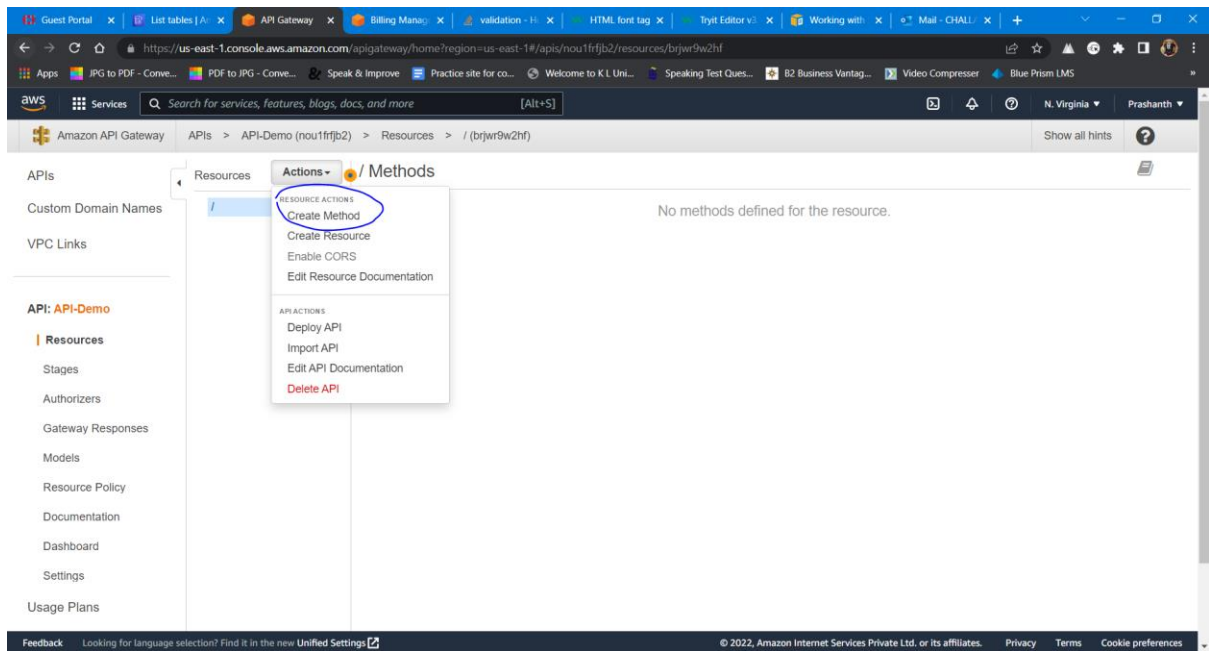 Guest Portal
List tables | Am
API Gateway
Billing Manag
validation - H
HTML font tag
Tryit Editor v3.
Working with
Mail - CHALL
https://us-east-1.console.aws.amazon.com/apigateway/home?region=us-east-1#/apis/nou1frfjb2/resources/brjwr9w2hf
Apps
JPG to PDF - Conve...
PDF to JPG - Conve...
Speak & Improve
Practice site for co...
Welcome to K L Uni...
Speaking Test Ques...
B2 Business Vantag...
Video Compresser
Blue Prism LMS
»
aws
Services
Search for services, features, blogs, docs, and more
[Alt+S]
N. Virginia ▼
Prashanth ▼
Amazon API Gateway
APIs > API-Demo (nou1frfjb2) > Resources > / (brjwr9w2hf)
Show all hints
?
APIs
Custom Domain Names
VPC Links
API: API-Demo
Resources
Stages
Authorizers
Gateway Responses
Models
Resource Policy
Documentation
Dashboard
Settings
Usage Plans
Resources
/
Actions
RESOURCE ACTIONS
Create Method
Create Resource
Enable CORS
Edit Resource Documentation
API ACTIONS
Deploy API
Import API
Edit API Documentation
Delete API
/ Methods
No methods defined for the resource.
Feedback
Looking for language selection? Find it in the new Unified Settings
© 2022, Amazon Internet Services Private Ltd. or its affiliates.
Privacy
Terms
Cookie preferences